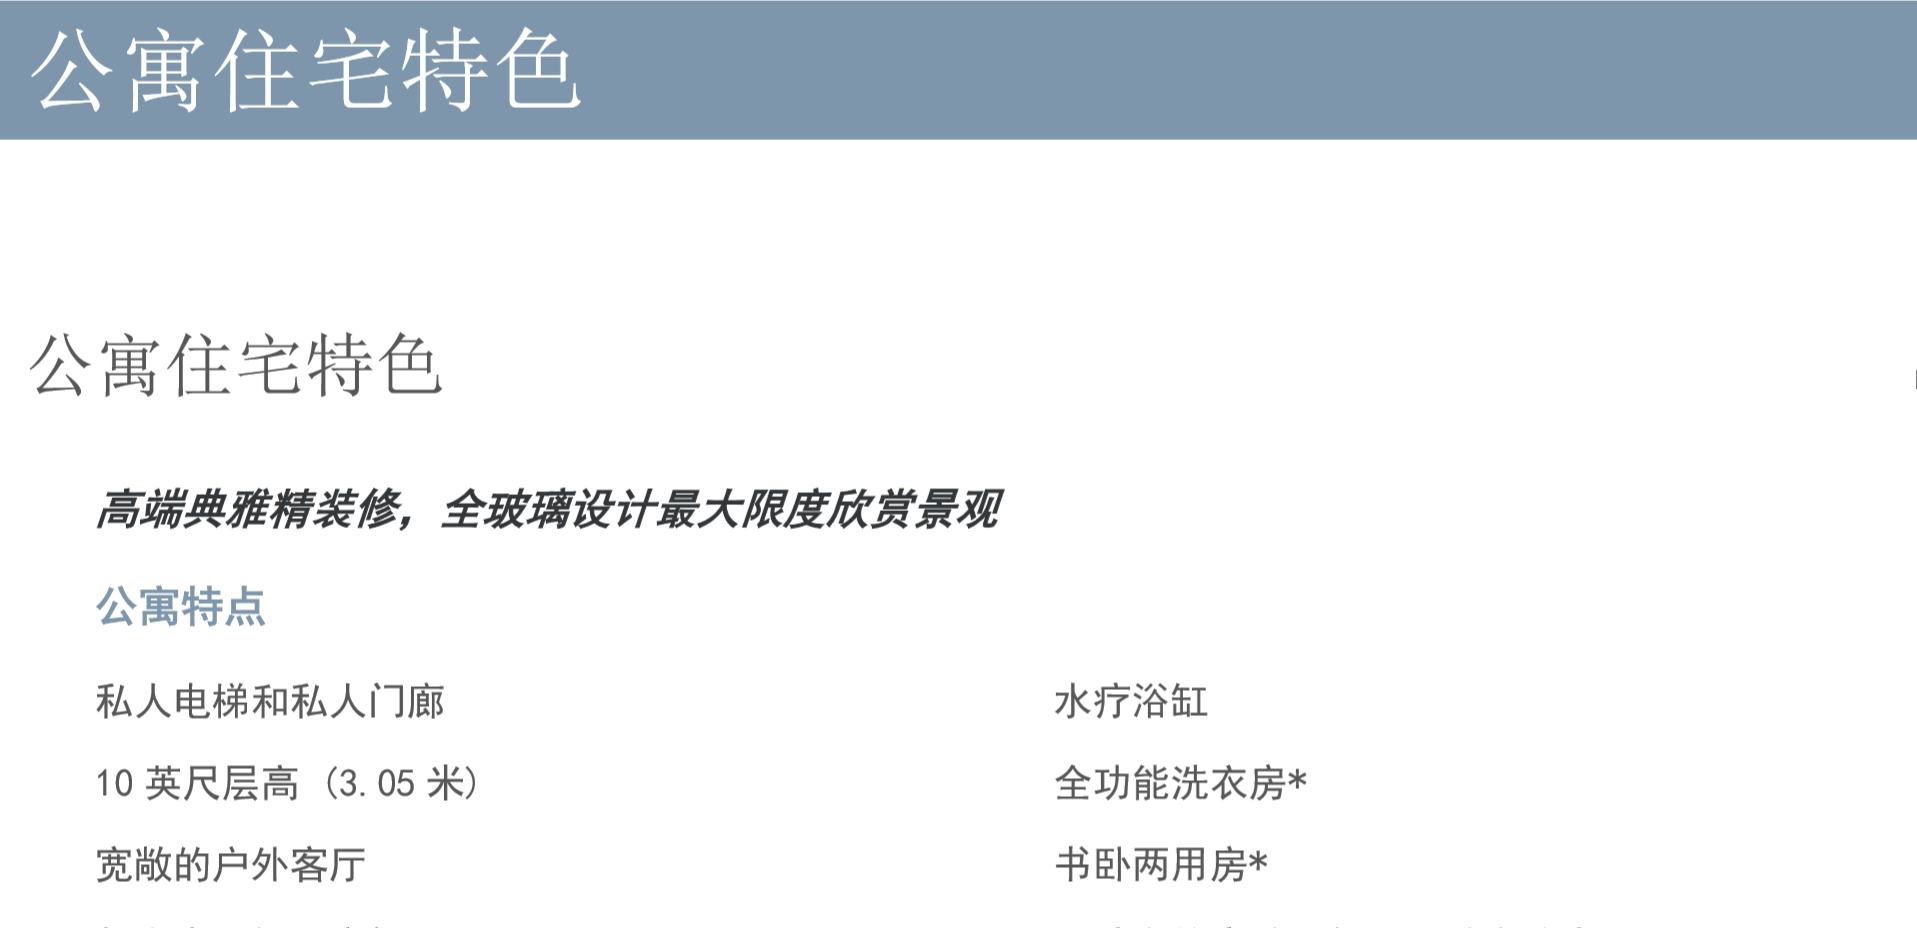 公寓住宅特色
公寓住宅特色
高端典雅精装修，全玻璃设计最大限度欣赏景观
公寓特点
私人电梯和私人门廊
水疗浴缸
10 英尺层高 (3.05 米)
全功能洗衣房*
宽敞的户外客厅
书卧两用房*